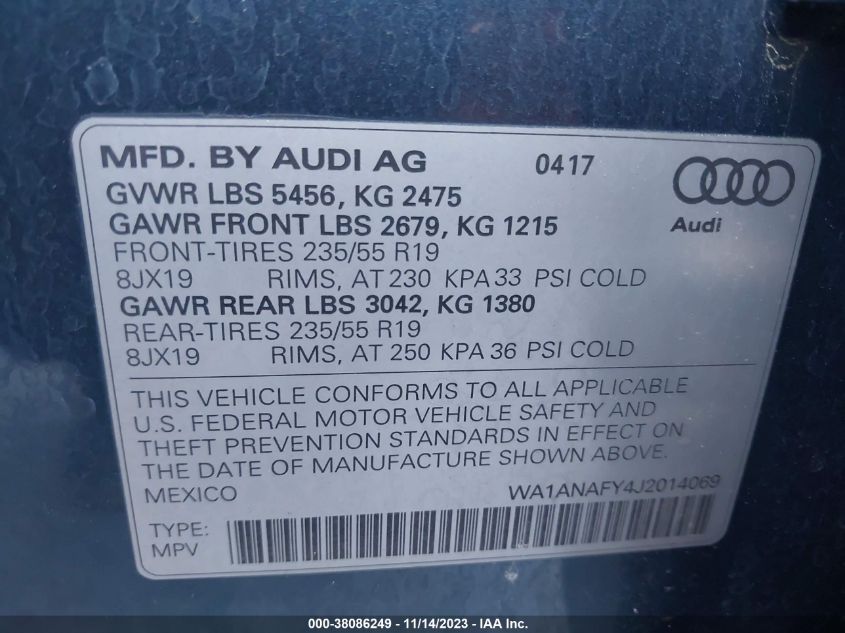 MFD. BY AUDI AG 0417
GVWR LBS 5456, KG 2475
GAWR FRONT LBS 2679, KG 1215
Audi
FRONT-TIRES 235/55 R19
8JX19 RIMS, AT 230 KPA 33 PSI COLD
GAWR REAR LBS 3042, KG 1380
REAR-TIRES 235/55 R19
8JX19 RIMS, AT 250 KPA 36 PSI COLD
THIS VEHICLE CONFORMS TO ALL APPLICABLE
U.S. FEDERAL MOTOR VEHICLE SAFETY AND
THEFT PREVENTION STANDARDS IN EFFECT ON
THE DATE OF MANUFACTURE SHOWN ABOVE.
MEXICO WA1ANAFY4J2014069
TYPE:
MPV
000-38086249 - 11/14/2023 - IAA Inc.